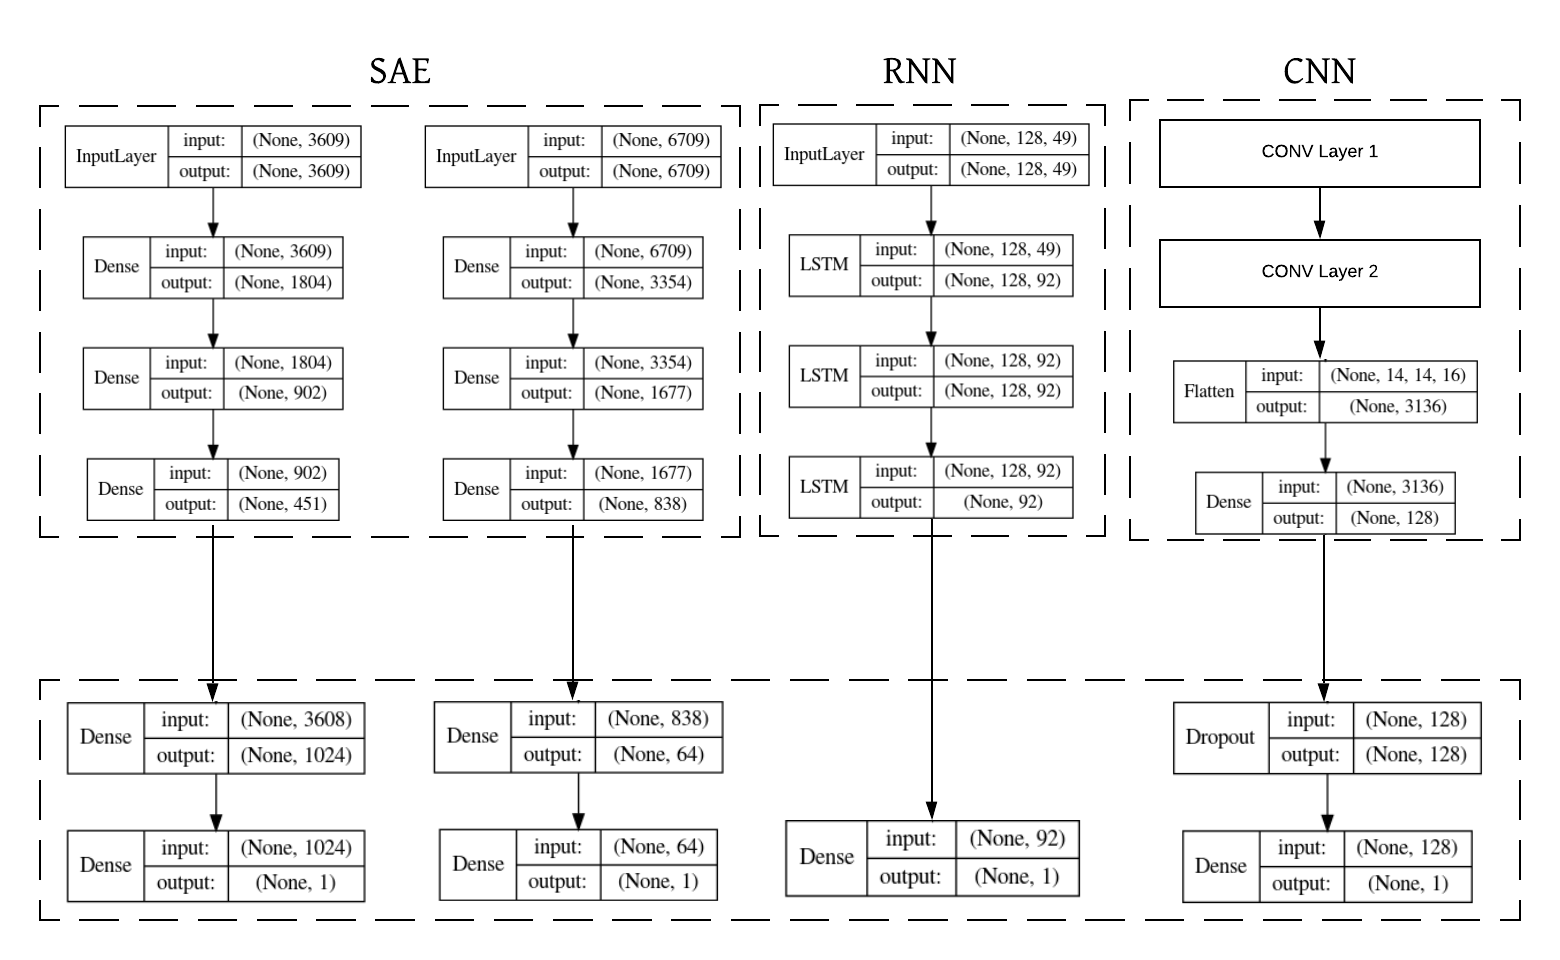 SAE
RNN
CNN
InputLayer
input: (None, 3609)
output: (None, 3609)
Dense
input: (None, 3609)
output: (None, 1804)
Dense
input: (None, 1804)
output: (None, 902)
Dense
input: (None, 902)
output: (None, 451)
InputLayer
input: (None, 6709)
output: (None, 6709)
Dense
input: (None, 6709)
output: (None, 3354)
Dense
input: (None, 3354)
output: (None, 1677)
Dense
input: (None, 1677)
output: (None, 838)
InputLayer
input: (None, 128, 49)
output: (None, 128, 49)
LSTM
input: (None, 128, 49)
output: (None, 128, 92)
LSTM
input: (None, 128, 92)
output: (None, 128, 92)
LSTM
input: (None, 128, 92)
output: (None, 92)
CONV Layer 1
CONV Layer 2
Flatten
input: (None, 14, 14, 16)
output: (None, 3136)
Dense
input: (None, 3136)
output: (None, 128)
Dense
input: (None, 3608)
output: (None, 1024)
Dense
input: (None, 1024)
output: (None, 1)
Dense
input: (None, 838)
output: (None, 64)
Dense
input: (None, 64)
output: (None, 1)
Dense
input: (None, 92)
output: (None, 1)
Dropout
input: (None, 128)
output: (None, 128)
Dense
input: (None, 128)
output: (None, 1)